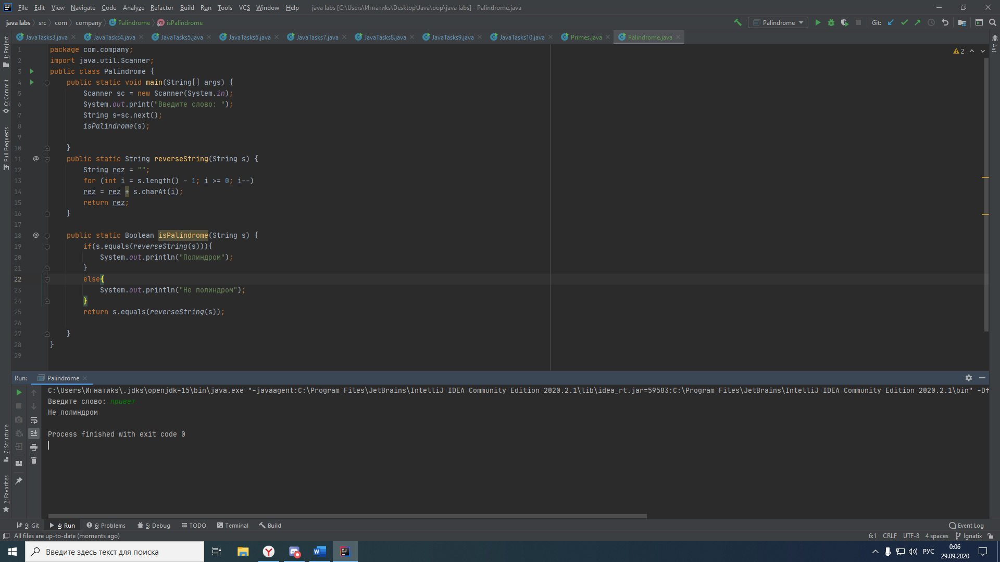 File Edit View Navigate Code Analyze Refactor Build Run Tools VCS Window Help java labs [C:\Users\Игнатikс\Desktop\Java\oop\java labs] - Palindrome.java
java labs src com company Palindrome isPalindrome Palindrome Git:
JavaTasks3.java JavaTasks4.java JavaTasks5.java JavaTasks6.java JavaTasks7.java JavaTasks8.java JavaTasks9.java JavaTasks10.java Primes.java Palindrome.java
1: Project
0: Commit
Pull Requests
7: Structure
2: Favorites
Ant
2
1 package com.company;
2 import java.util.Scanner;
3 public class Palindrome {
4 public static void main(String[] args) {
5 Scanner sc = new Scanner(System.in);
6 System.out.print("Введите слово: ");
7 String s=sc.next();
8 isPalindrome(s);
9
10 }
11 @ public static String reverseString(String s) {
12 String rez = "";
13 for (int i = s.length() - 1; i >= 0; i--)
14 rez = rez + s.charAt(i);
15 return rez;
16 }
17
18 @ public static Boolean isPalindrome(String s) {
19 if(s.equals(reverseString(s))){
20 System.out.println("Полиндром");
21 }
22 else{
23 System.out.println("Не полиндром");
24 }
25 return s.equals(reverseString(s));
26
27 }
28 }
29
Run: Palindrome
C:\Users\Игнатикs\.jdks\openjdk-15\bin\java.exe "-javaagent:C:\Program Files\JetBrains\IntelliJ IDEA Community Edition 2020.2.1\lib\idea_rt.jar=59583:C:\Program Files\JetBrains\IntelliJ IDEA Community Edition 2020.2.1\bin" -Df
Введите слово: привет
Не полиндром
Process finished with exit code 0
9: Git 4: Run 6: Problems 5: Debug TODO Terminal Build Event Log
All files are up-to-date (moments ago) 6:1 CRLF UTF-8 4 spaces Ignatix
Введите здесь текст для поиска РУС 0:06
29.09.2020